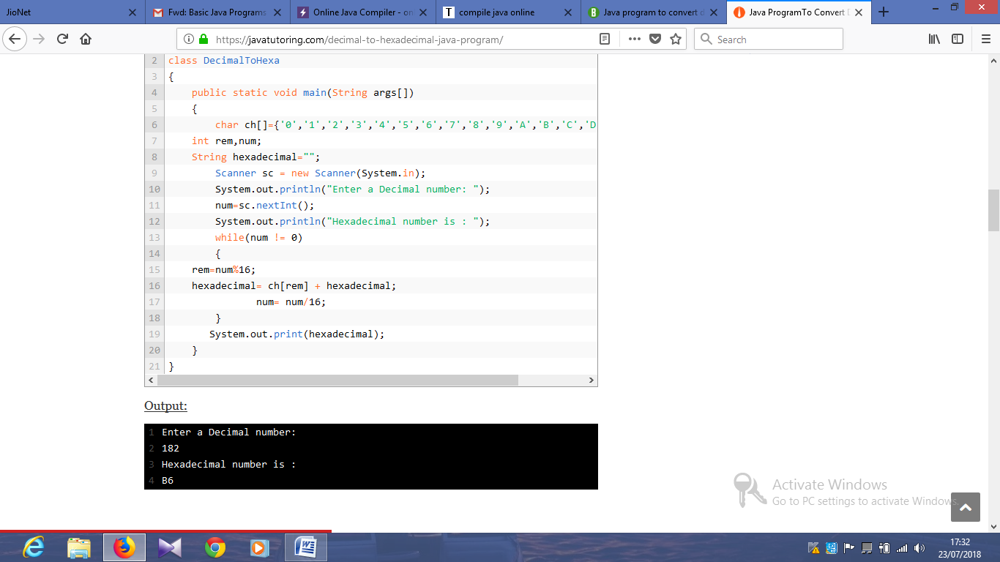 JioNet
Fwd: Basic Java Programs
Online Java Compiler - onl
compile java online
Java program to convert d
Java ProgramTo Convert D
https://javatutoring.com/decimal-to-hexadecimal-java-program/
Search
2 class DecimalToHexa
3 {
4 public static void main(String args[])
5 {
6 char ch[]={'0','1','2','3','4','5','6','7','8','9','A','B','C','D
7 int rem,num;
8 String hexadecimal="";
9 Scanner sc = new Scanner(System.in);
10 System.out.println("Enter a Decimal number: ");
11 num=sc.nextInt();
12 System.out.println("Hexadecimal number is : ");
13 while(num != 0)
14 {
15 rem=num%16;
16 hexadecimal= ch[rem] + hexadecimal;
17 num= num/16;
18 }
19 System.out.print(hexadecimal);
20 }
21 }
Output:
1 Enter a Decimal number:
2 182
3 Hexadecimal number is :
4 B6
Activate Windows
Go to PC settings to activate Windows.
17:32
23/07/2018